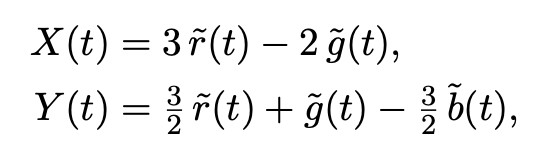 X(t) = 3 r̃(t) − 2 g̃(t),
Y(t) = 3/2 r̃(t) + g̃(t) − 3/2 b̃(t),